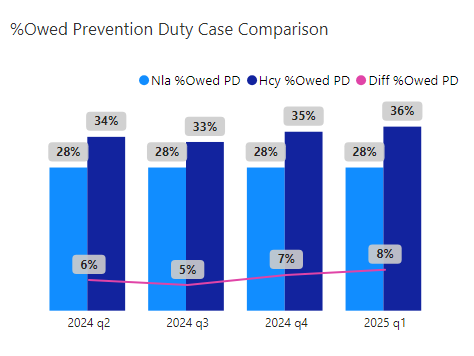 %Owed Prevention Duty Case Comparison
Nla %Owed PD Hcy %Owed PD Diff %Owed PD
28% 34% 28% 33% 28% 35% 28% 36%
6% 5% 7% 8%
2024 q2 2024 q3 2024 q4 2025 q1